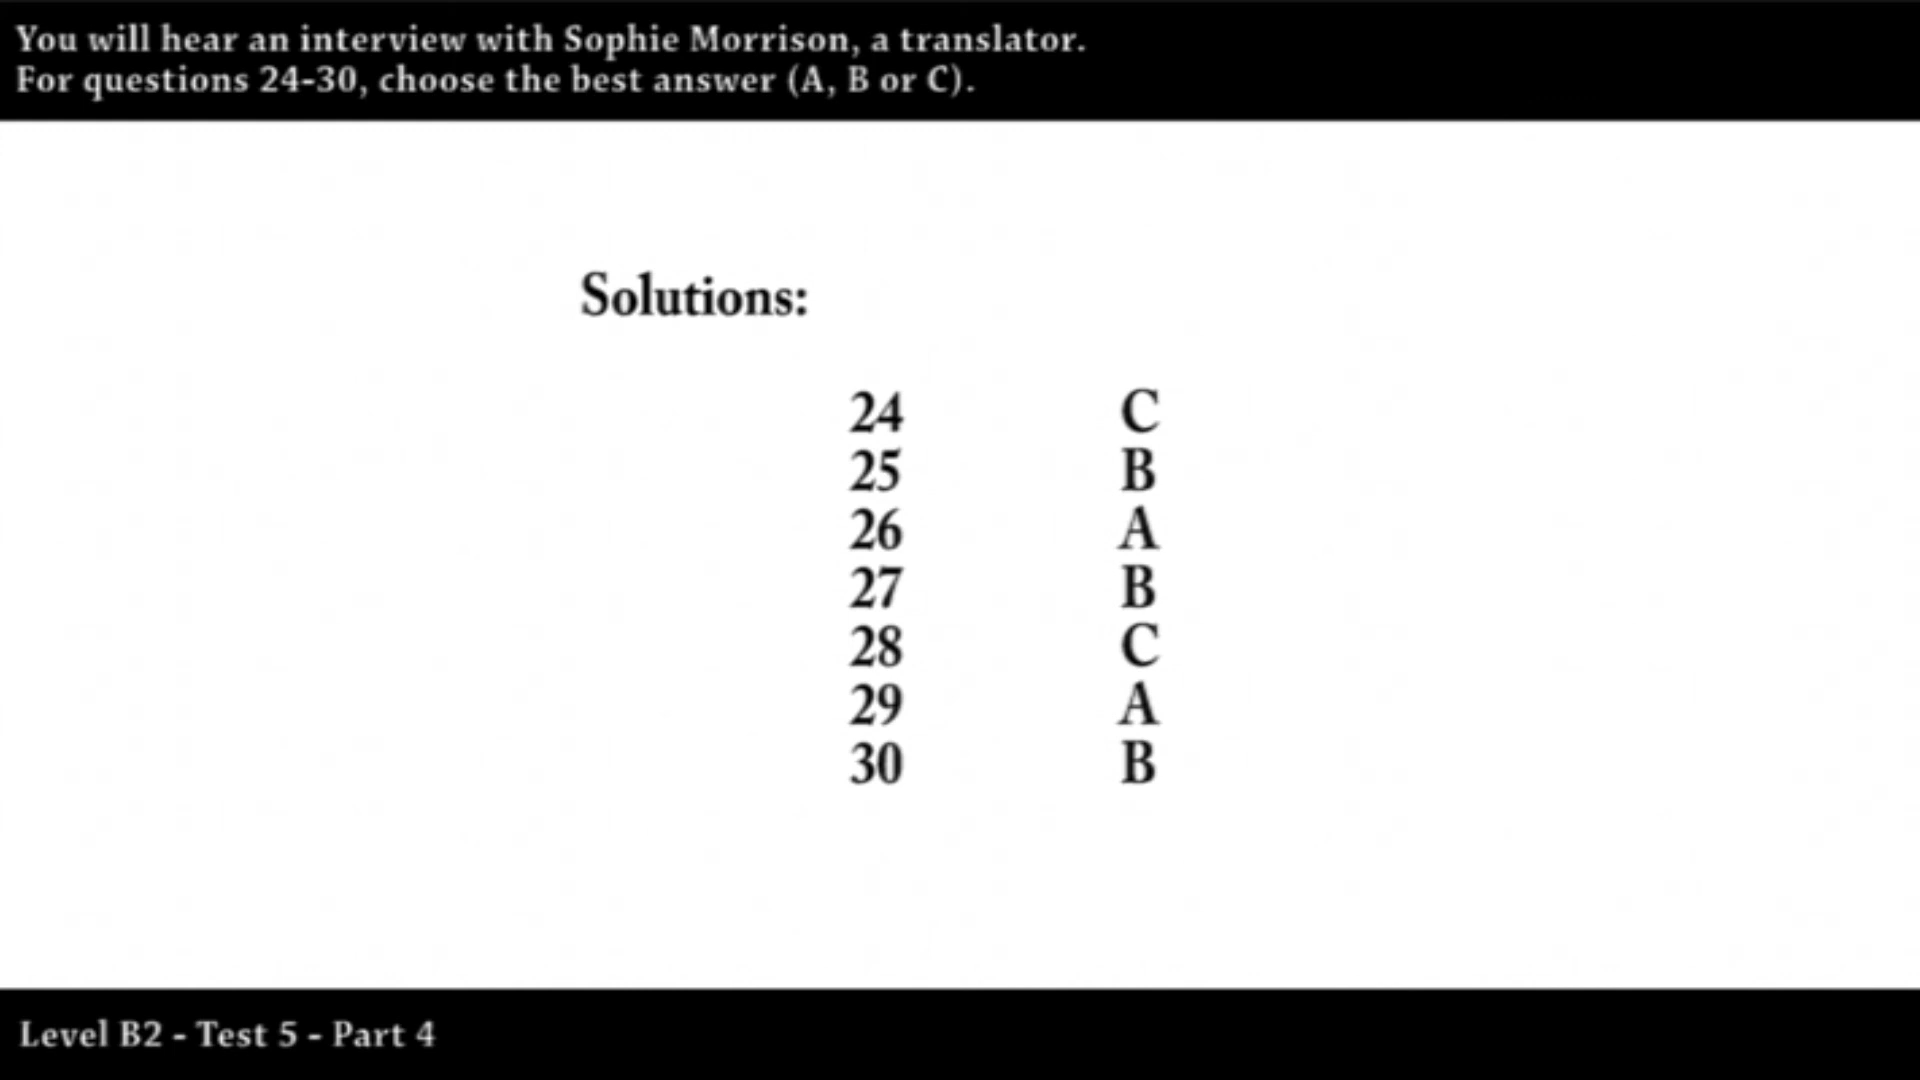 You will hear an interview with Sophie Morrison, a translator.
For questions 24-30, choose the best answer (A, B or C).
Solutions:
24 C
25 B
26 A
27 B
28 C
29 A
30 B
Level B2 - Test 5 - Part 4